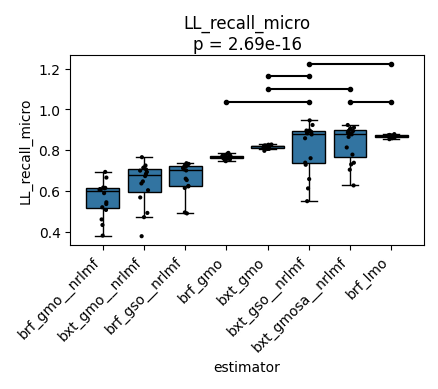 LL_recall_micro
p = 2.69e-16
1.2
1.0
0.8
0.6
0.4
LL_recall_micro
brf_gmo__nrlmf
bxt_gmo__nrlmf
brf_gso__nrlmf
brf_gmo
bxt_gmo
bxt_gso__nrlmf
bxt_gmosa__nrlmf
brf_lmo
estimator